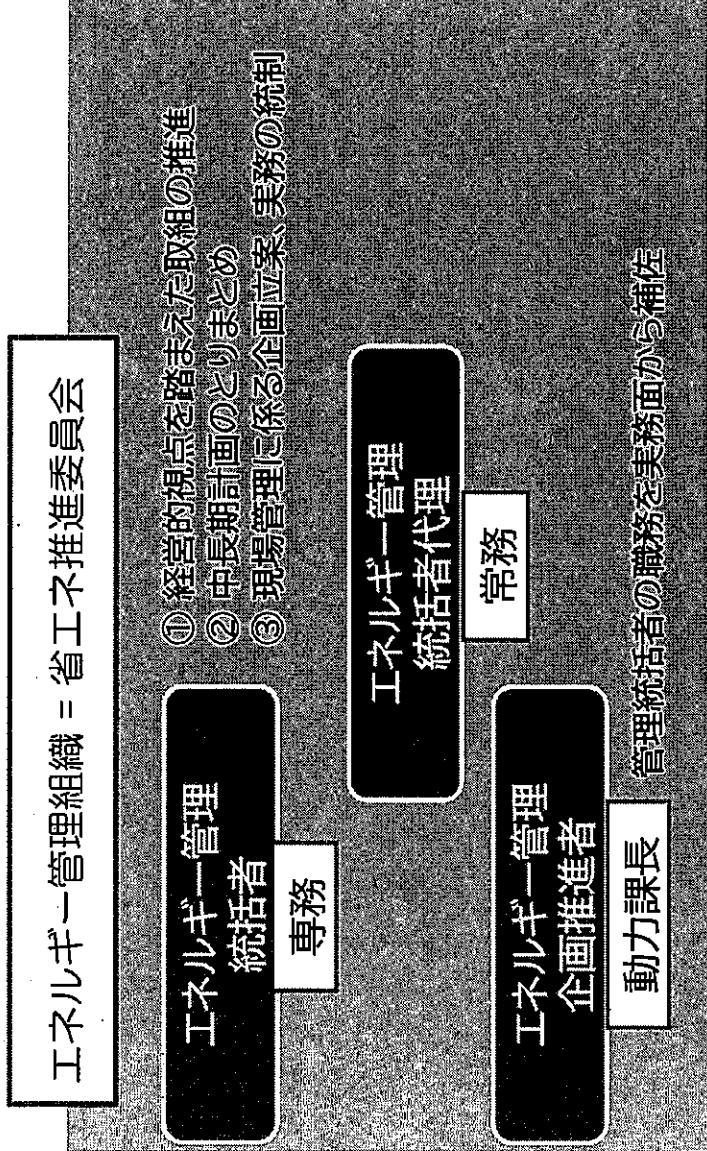 エネルギー管理組織 = 省エネ推進委員会
エネルギー管理
統括者
専務
① 経営的視点を踏まえた取組の推進
② 中長期計画のとりまとめ
③ 現場管理に係る企画立案、実務の統制
エネルギー管理
統括者代理
常務
エネルギー管理
企画推進者
動力課長
管理統括者の職務を実務面から補佐